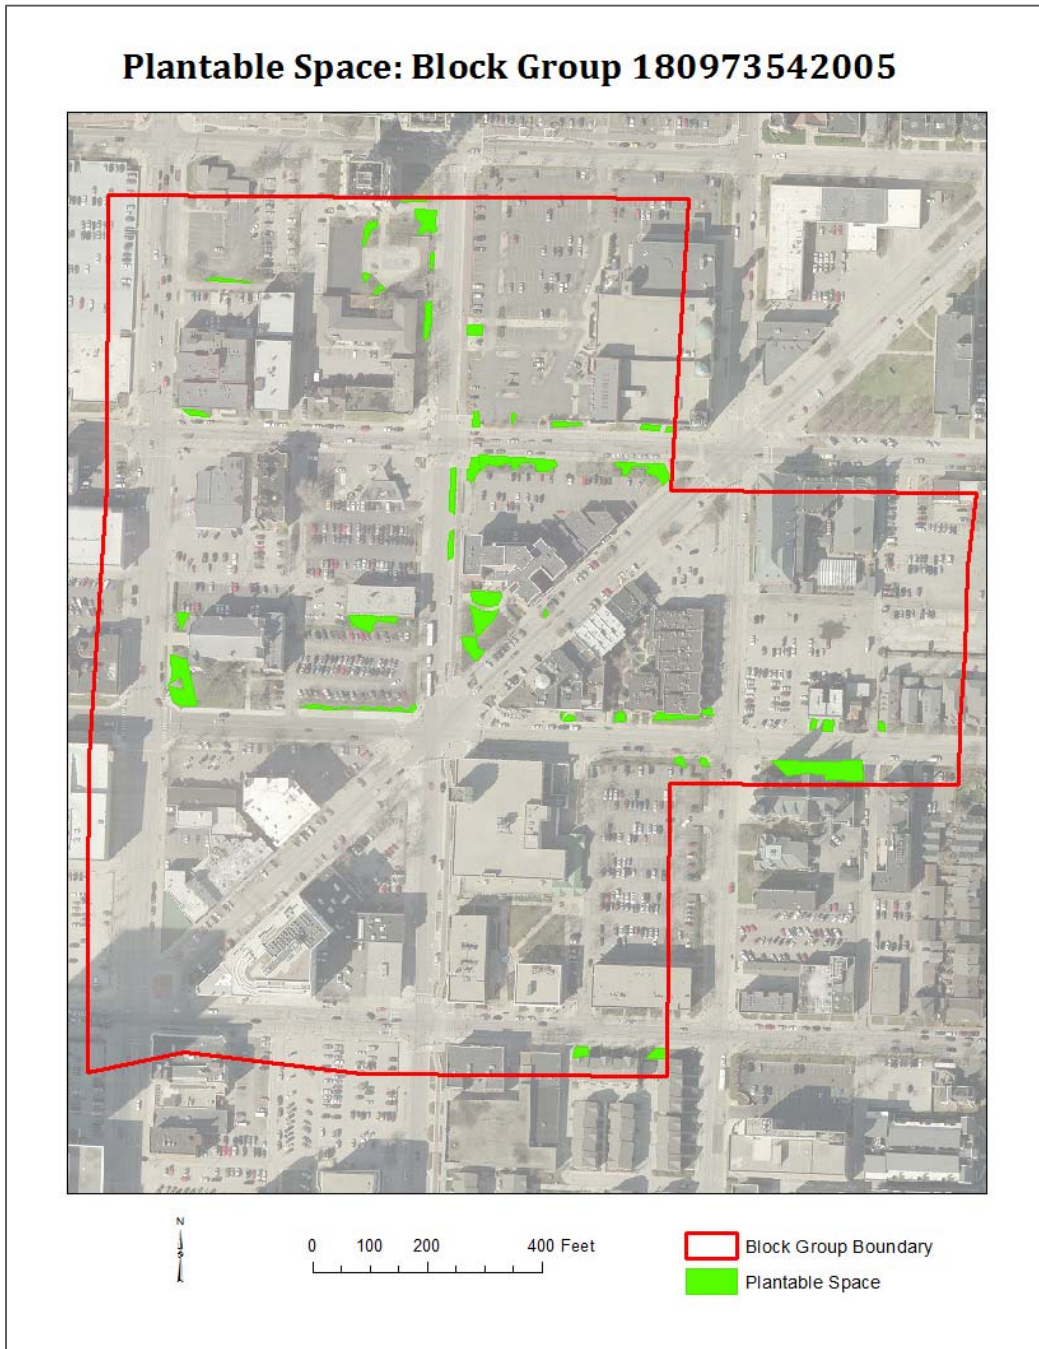 Plantable Space: Block Group 180973542005
N
0 100 200 400 Feet
Block Group Boundary
Plantable Space